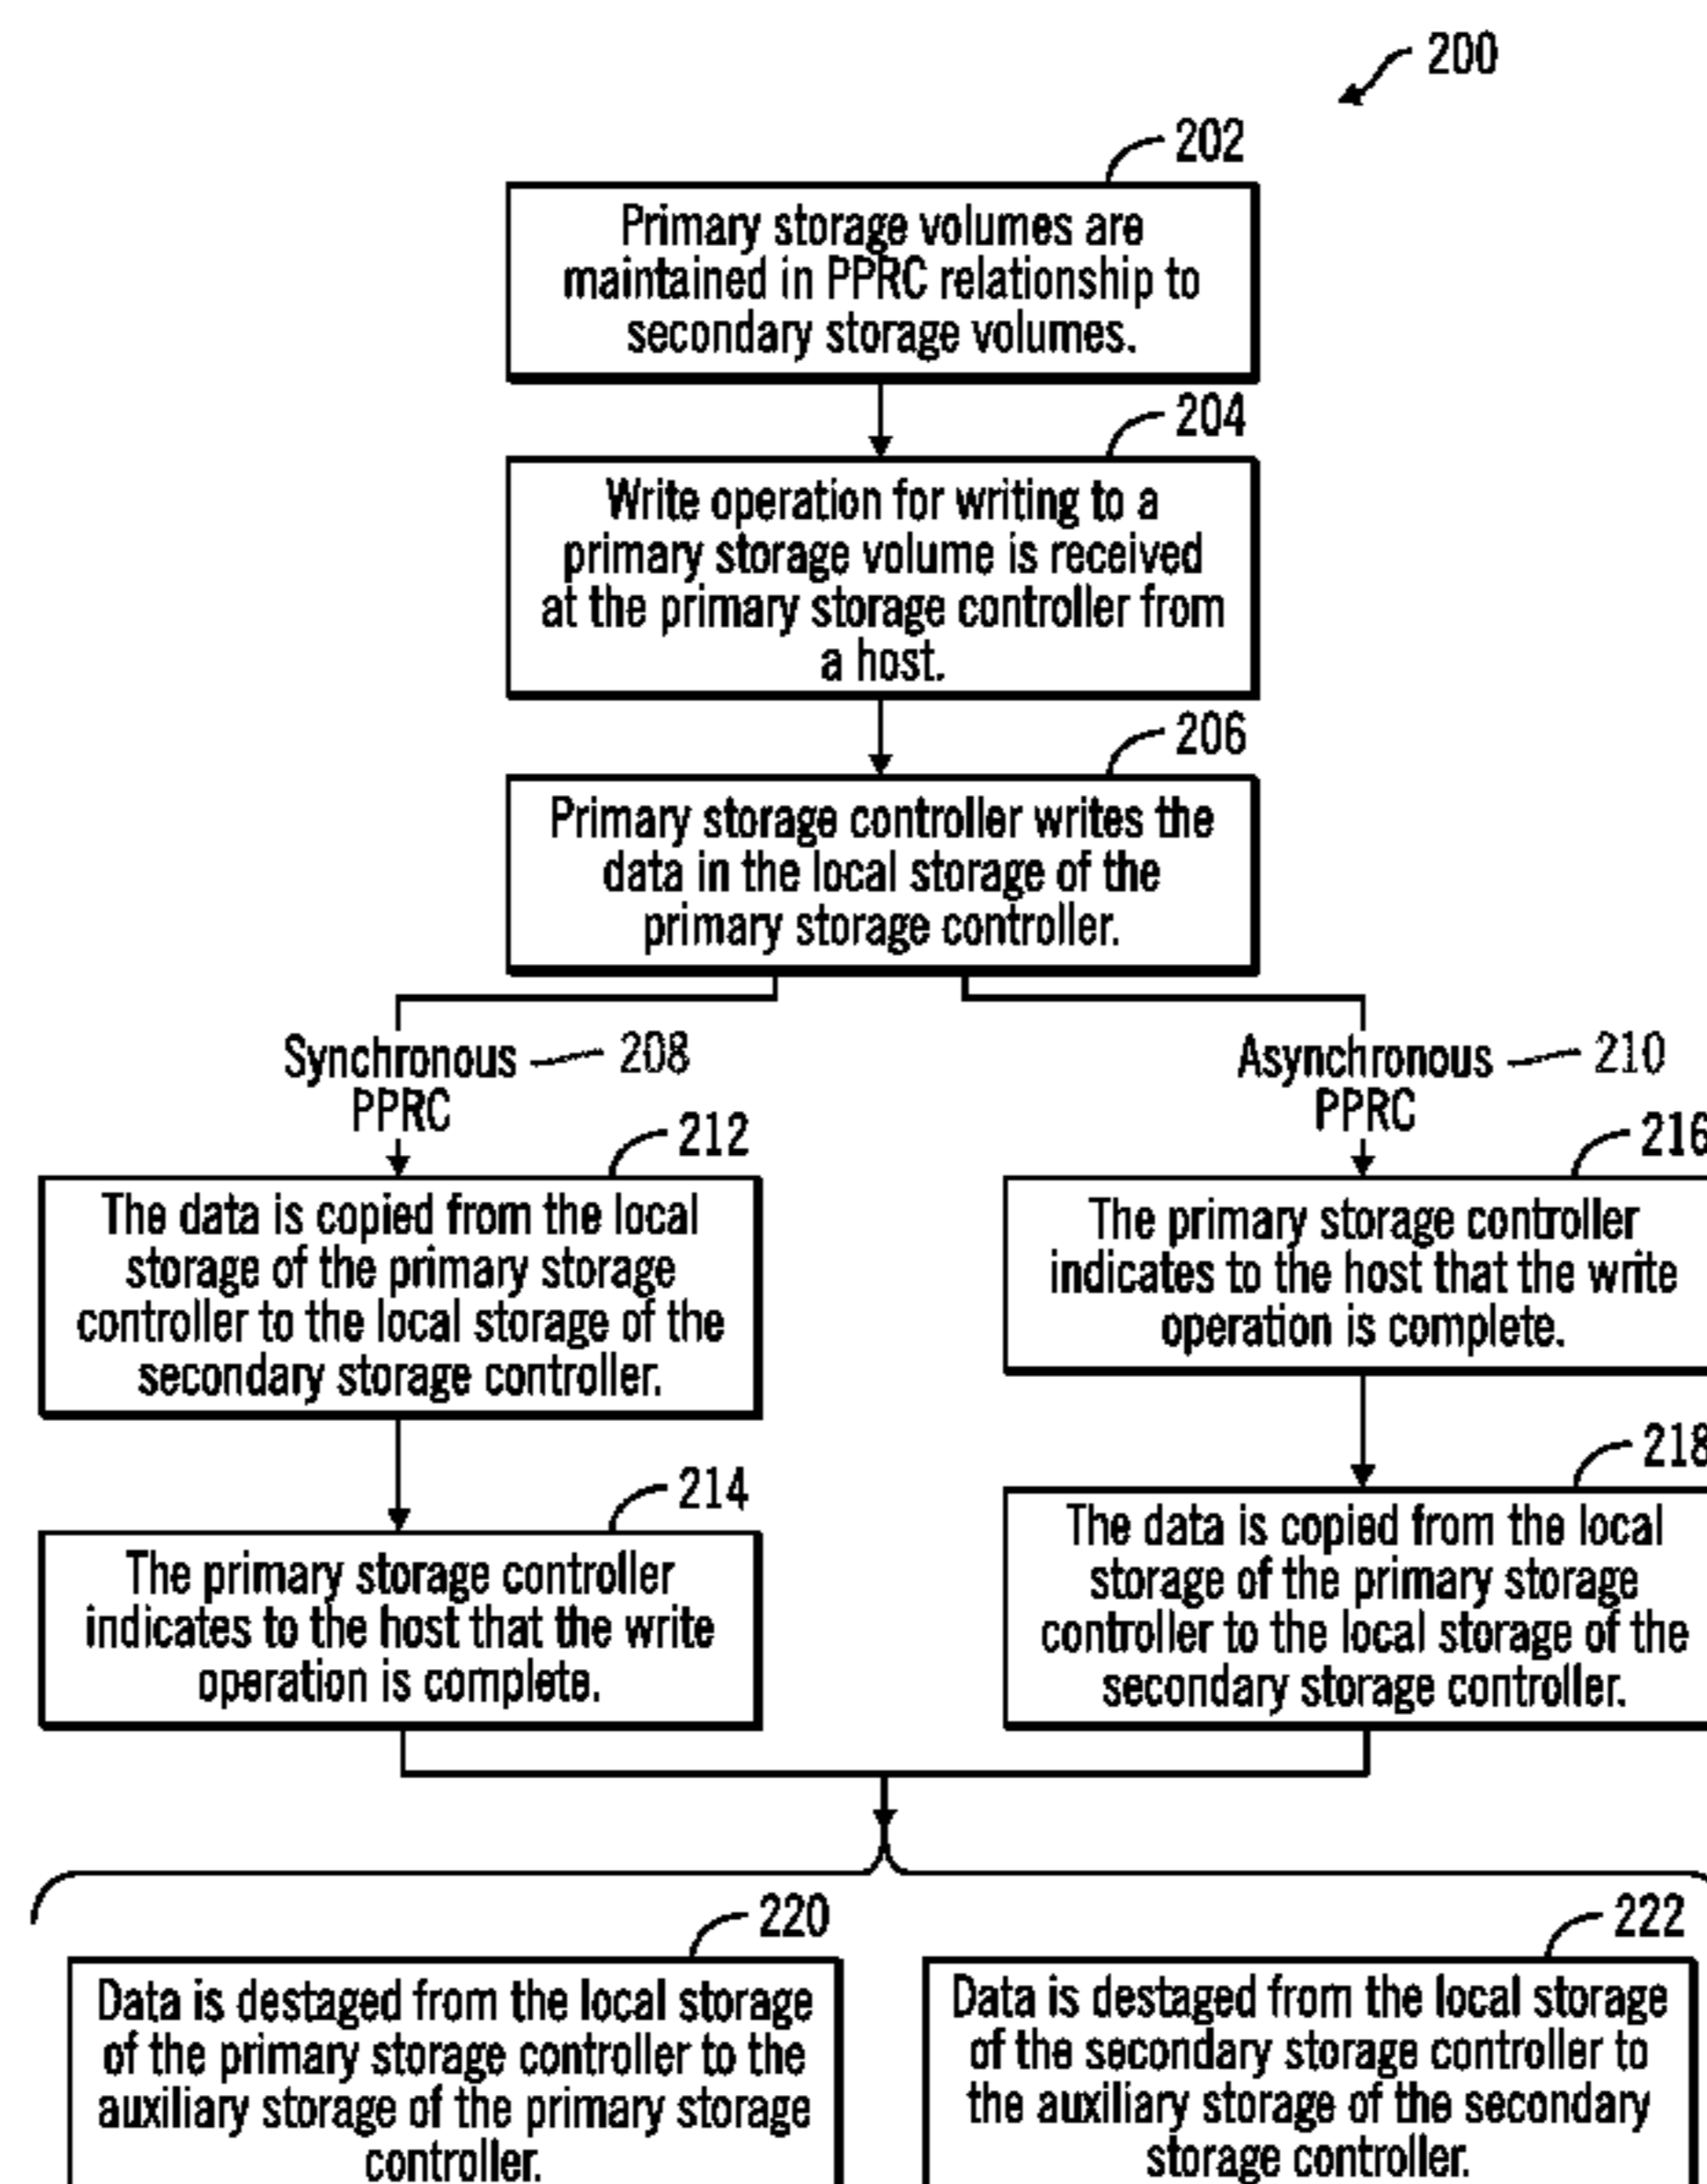 200
202
Primary storage volumes are
maintained in PPRC relationship to
secondary storage volumes.
204
Write operation for writing to a
primary storage volume is received
at the primary storage controller from
a host.
206
Primary storage controller writes the
data in the local storage of the
primary storage controller.
Synchronous 208
PPRC
Asynchronous 210
PPRC
212
The data is copied from the local
storage of the primary storage
controller to the local storage of the
secondary storage controller.
216
The primary storage controller
indicates to the host that the write
operation is complete.
214
The primary storage controller
indicates to the host that the write
operation is complete.
218
The data is copied from the local
storage of the primary storage
controller to the local storage of the
secondary storage controller.
220
Data is destaged from the local storage
of the primary storage controller to the
auxiliary storage of the primary storage
controller.
222
Data is destaged from the local storage
of the secondary storage controller to
the auxiliary storage of the secondary
storage controller.